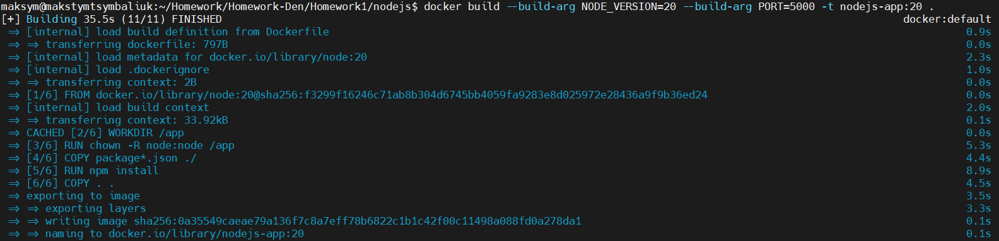 maksym@makstymtsymbaliuk:~/Homework/Homework-Den/Homework1/nodejs$ docker build --build-arg NODE_VERSION=20 --build-arg PORT=5000 -t nodejs-app:20 .
[+] Building 35.5s (11/11) FINISHED docker:default
=> [internal] load build definition from Dockerfile 0.9s
=> => transferring dockerfile: 797B 0.0s
=> [internal] load metadata for docker.io/library/node:20 2.3s
=> [internal] load .dockerignore 1.0s
=> => transferring context: 2B 0.0s
=> [1/6] FROM docker.io/library/node:20@sha256:f3299f16246c71ab8b304d6745bb4059fa9283e8d025972e28436a9f9b36ed24 0.0s
=> [internal] load build context 2.0s
=> => transferring context: 33.92kB 0.1s
=> CACHED [2/6] WORKDIR /app 0.0s
=> [3/6] RUN chown -R node:node /app 5.3s
=> [4/6] COPY package*.json ./ 4.4s
=> [5/6] RUN npm install 8.9s
=> [6/6] COPY . . 4.5s
=> exporting to image 3.5s
=> => exporting layers 3.3s
=> => writing image sha256:0a35549caeae79a136f7c8a7eff78b6822c1b1c42f00c11498a088fd0a278da1 0.1s
=> => naming to docker.io/library/nodejs-app:20 0.1s